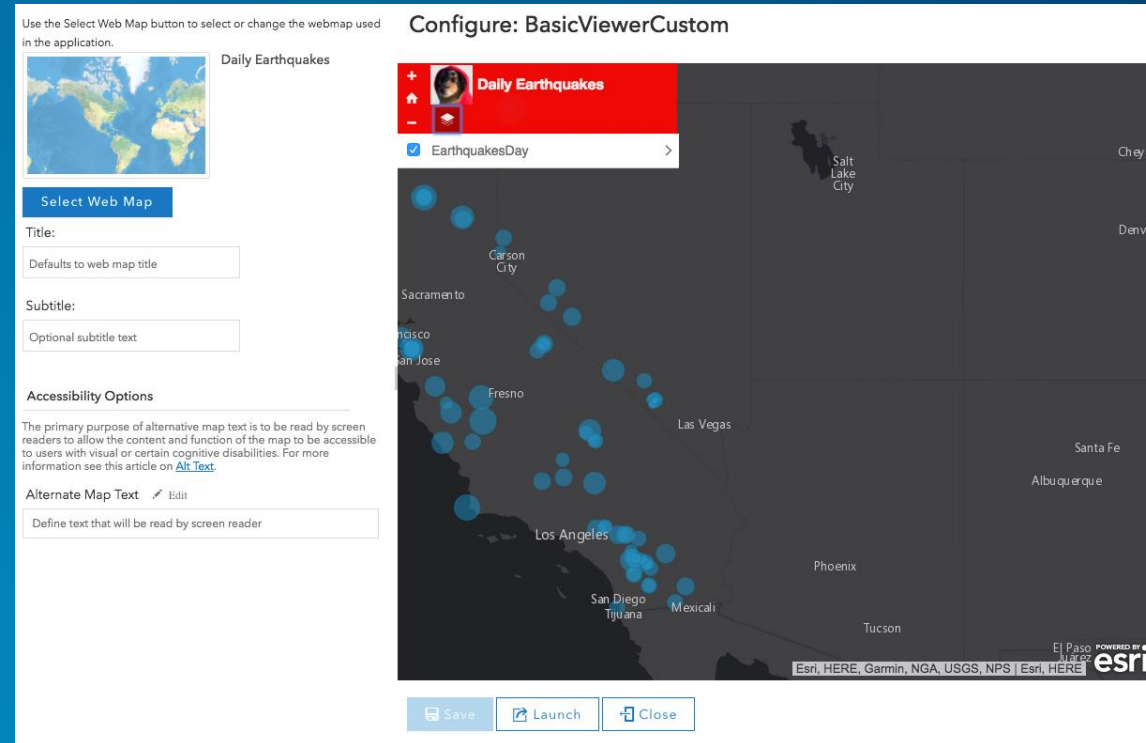 Use the Select Web Map button to select or change the webmap used
in the application.
Daily Earthquakes
Select Web Map
Title:
Defaults to web map title
Subtitle:
Optional subtitle text
Accessibility Options
The primary purpose of alternative map text is to be read by screen
readers to allow the content and function of the map to be accessible
to users with visual or certain cognitive disabilities. For more
information see this article on Alt Text.
Alternate Map Text Edit
Define text that will be read by screen reader
Configure: BasicViewerCustom
Daily Earthquakes
EarthquakesDay
Salt
Lake
City
Chey
Denv
Carson
City
Sacramento
ncisco
San Jose
Fresno
Las Vegas
Santa Fe
Albuquerque
Los Angeles
Phoenix
San Diego
Tijuana
Mexicali
Tucson
El Paso
Juárez
POWERED BY
esri
Esri, HERE, Garmin, NGA, USGS, NPS | Esri, HERE
Save
Launch
Close